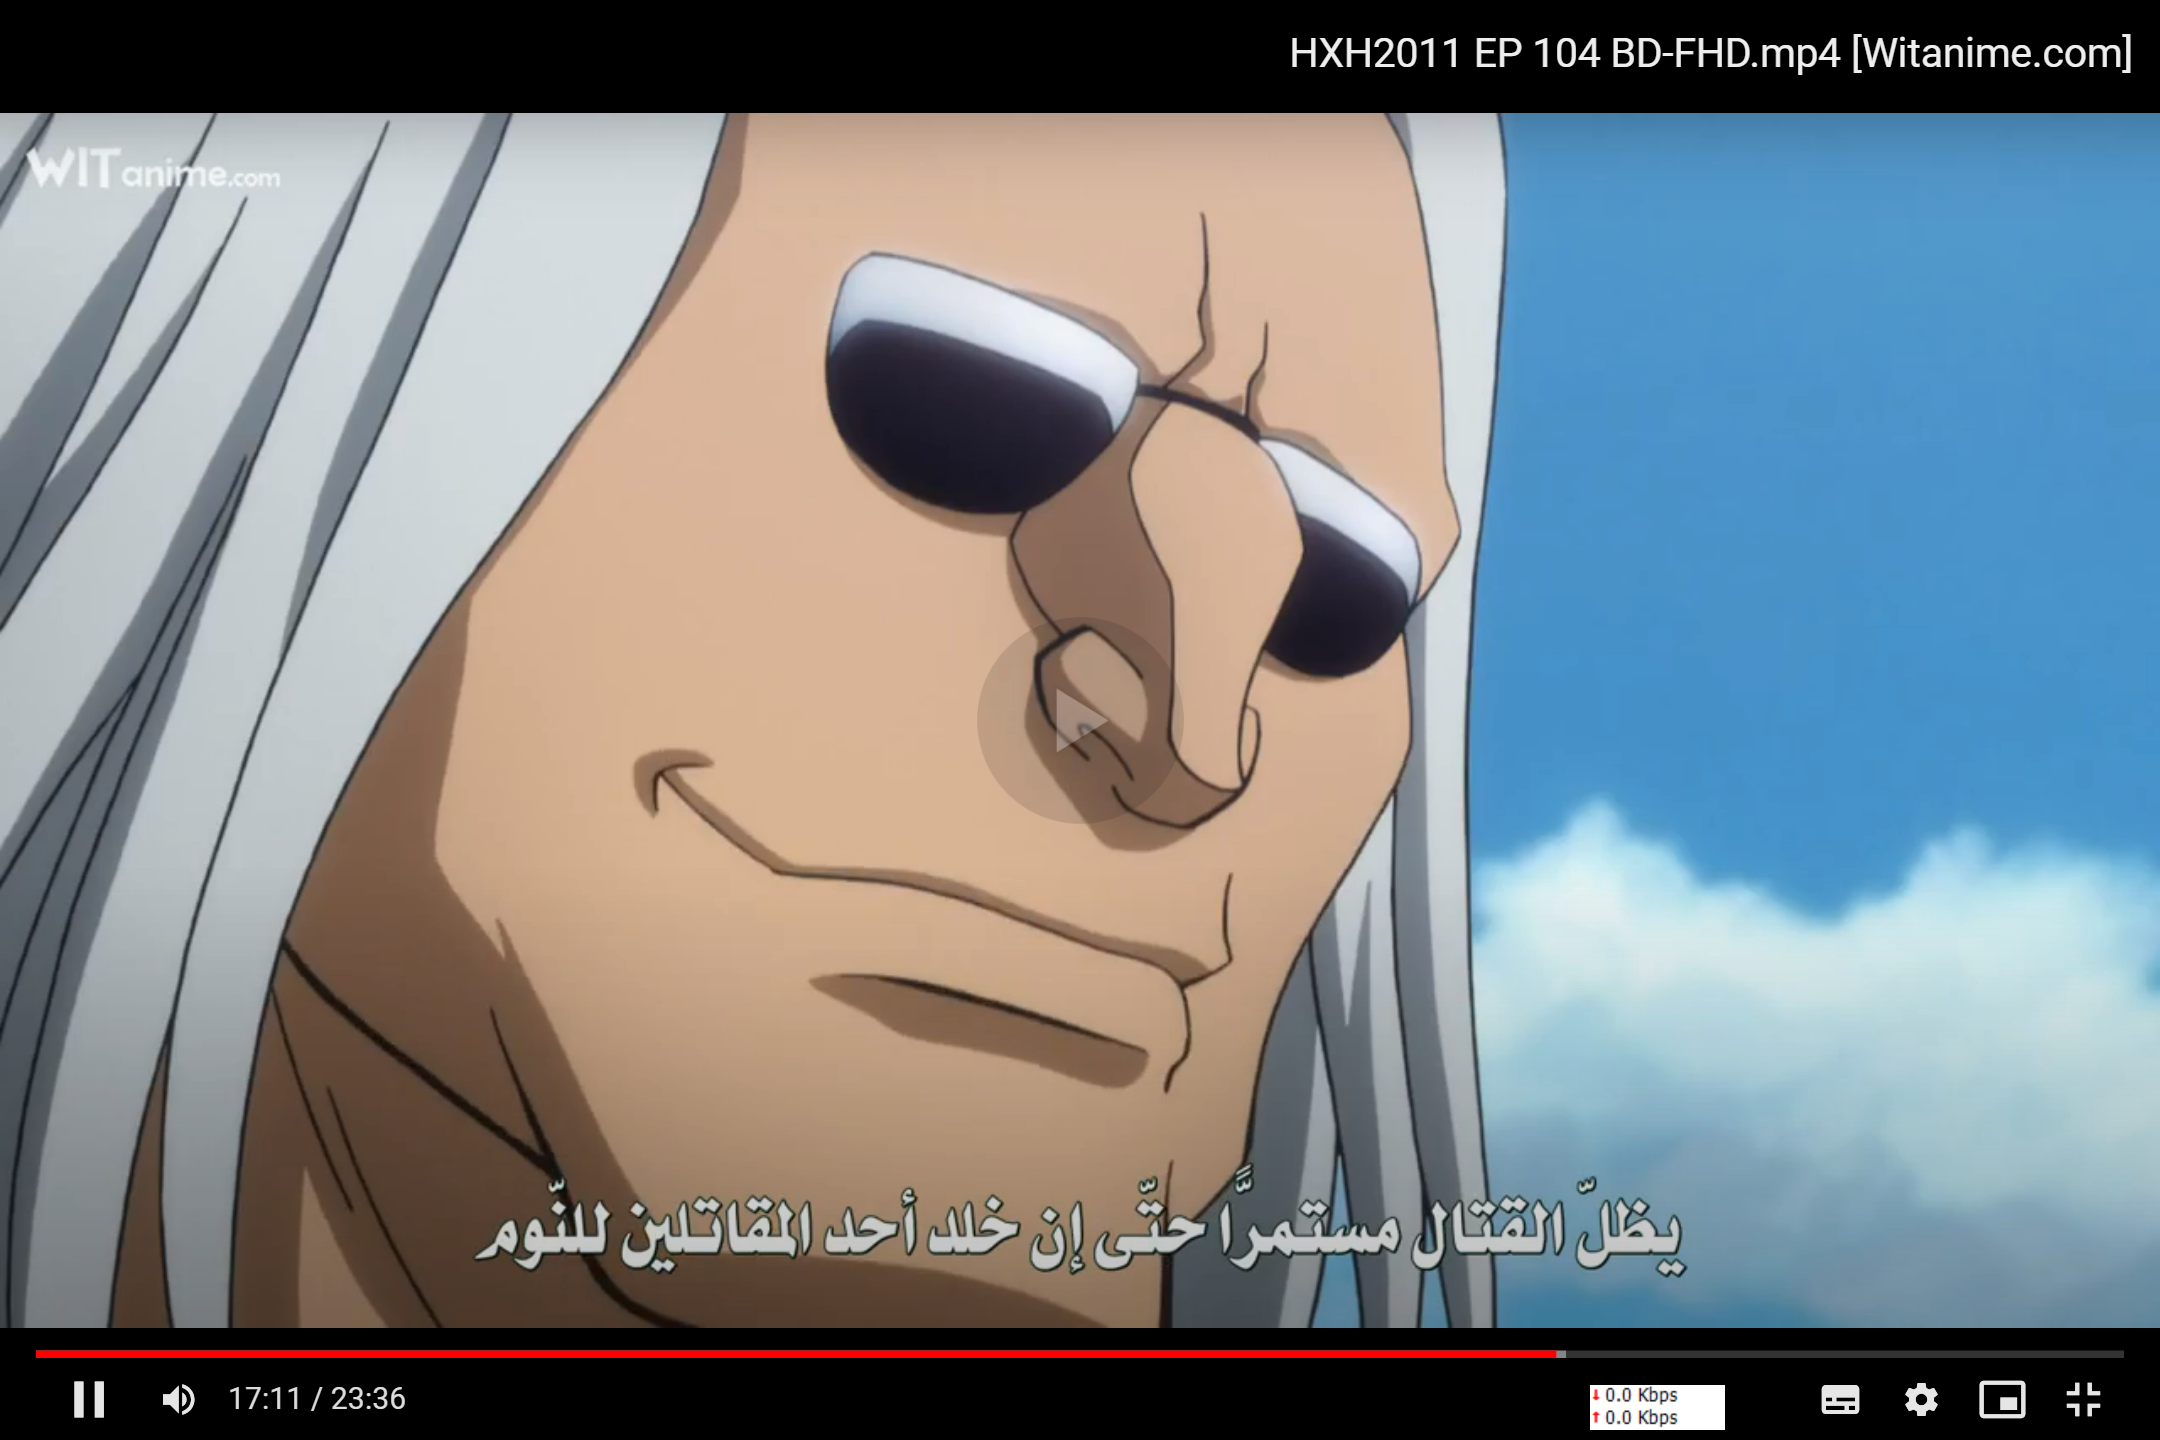 HXH2011 EP 104 BD-FHD.mp4 [Witanime.com]
WITanime.com
يظلّ القتال مستمرًّا حتّى إن خلد أحد المقاتلين للنّوم
17:11 / 23:36
↓ 0.0 Kbps
↑ 0.0 Kbps